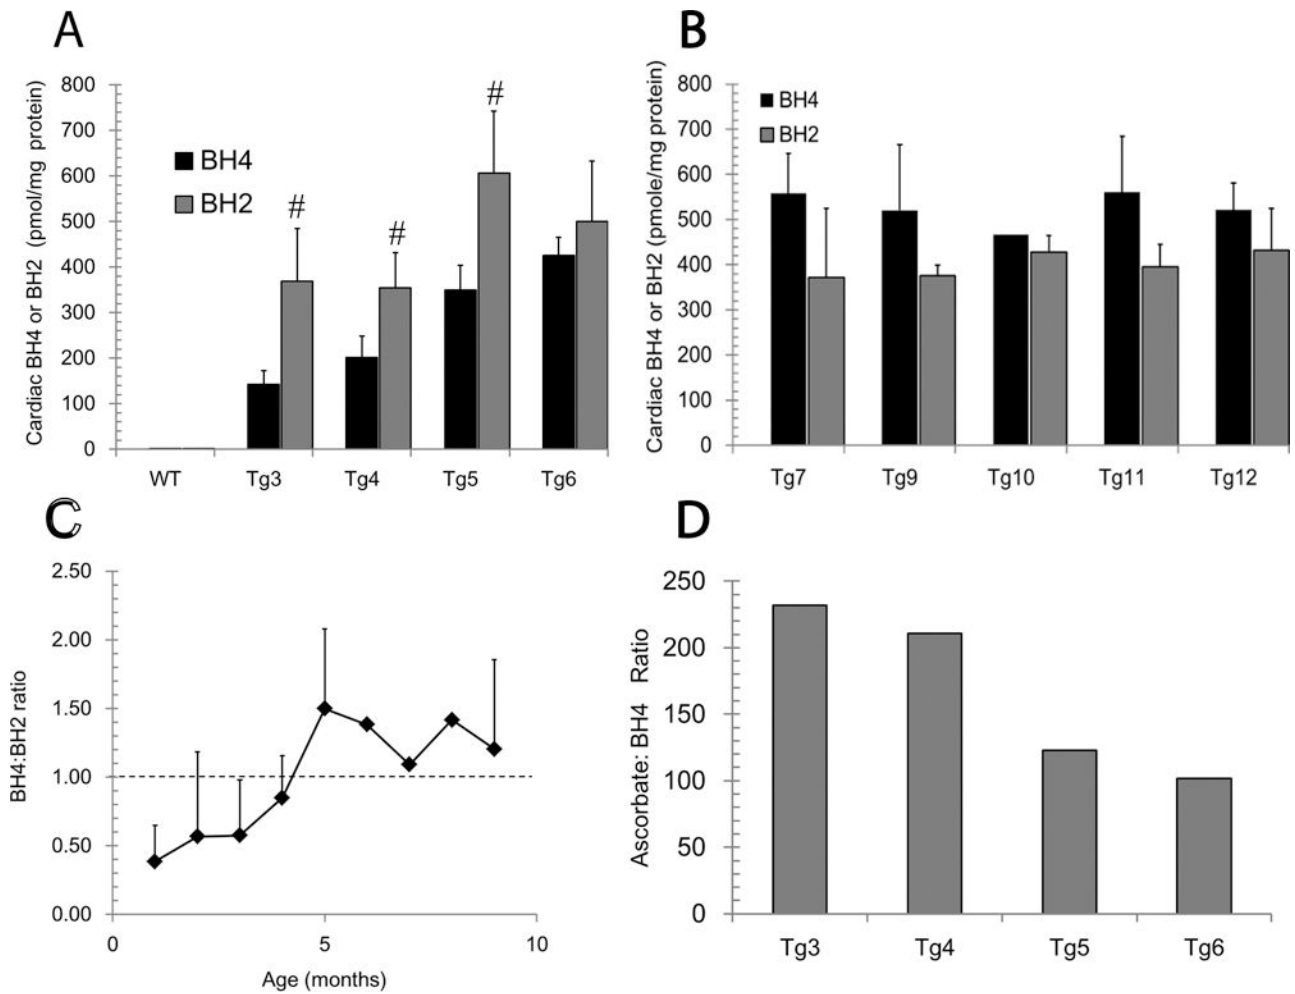 A
Cardiac BH4 or BH2 (pmol/mg protein)
800
700
600
500
400
300
200
100
0
BH4
BH2
#
#
#
WT
Tg3
Tg4
Tg5
Tg6
B
Cardiac BH4 or BH2 (pmole/mg protein)
800
700
600
500
400
300
200
100
0
BH4
BH2
Tg7
Tg9
Tg10
Tg11
Tg12
C
BH4:BH2 ratio
2.50
2.00
1.50
1.00
0.50
0.00
0
5
10
Age (months)
D
Ascorbate: BH4 Ratio
250
200
150
100
50
0
Tg3
Tg4
Tg5
Tg6